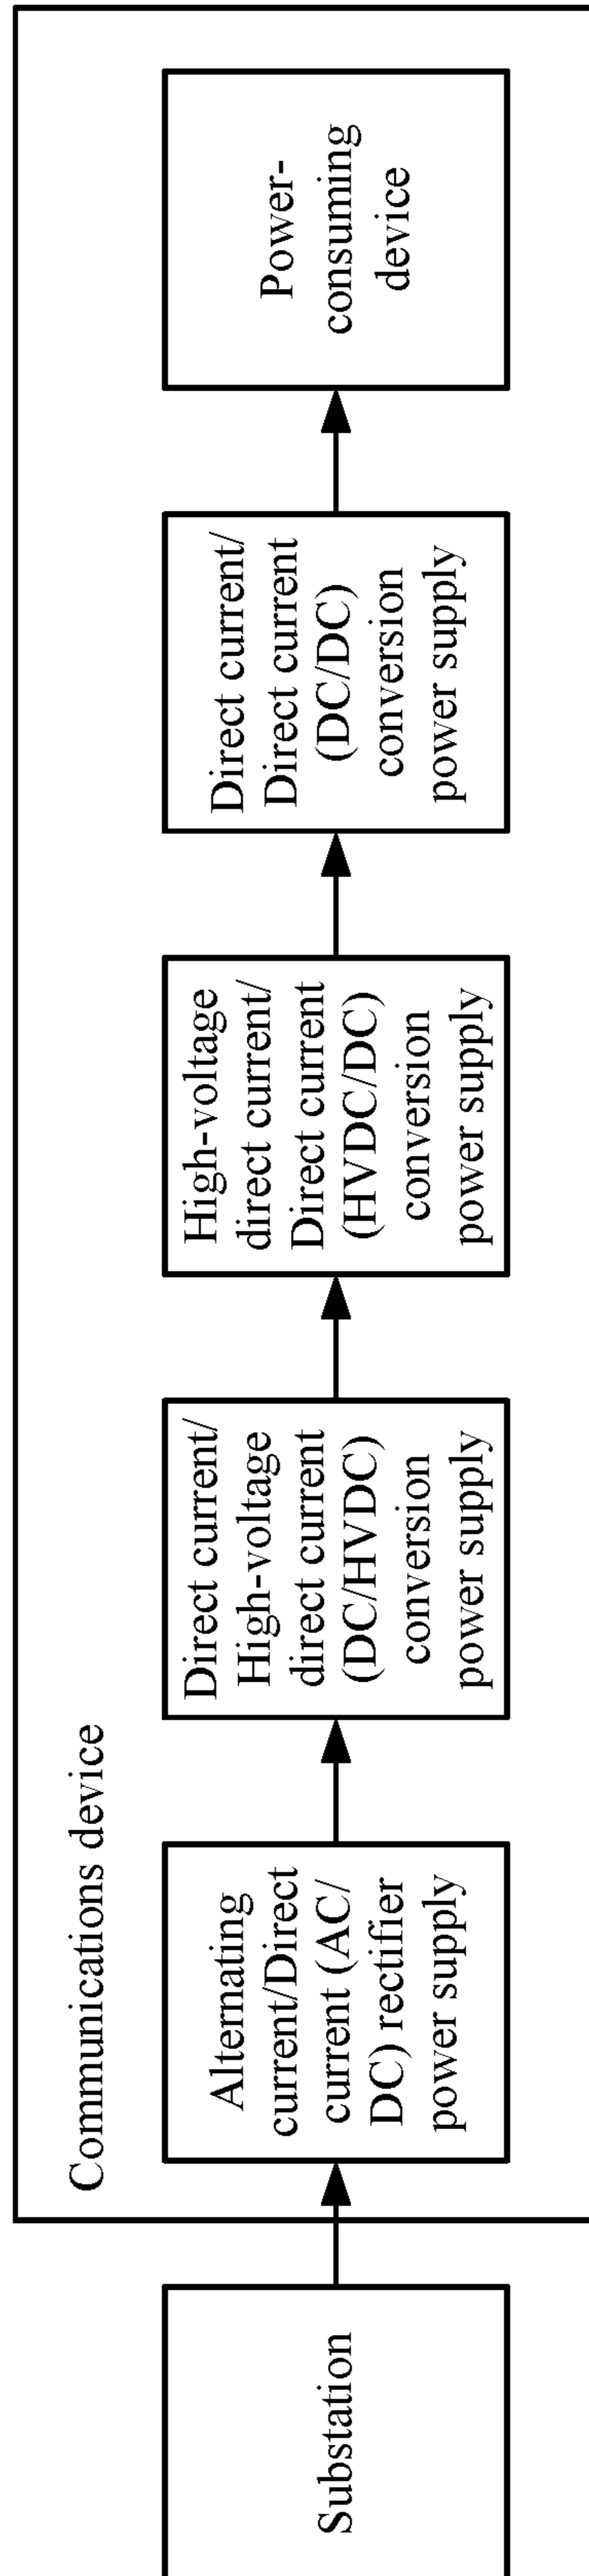 Communications device
Substation
Alternating
current/Direct
current (AC/
DC) rectifier
power supply
Direct current/
High-voltage
direct current
(DC/HVDC)
conversion
power supply
High-voltage
direct current/
Direct current
(HVDC/DC)
conversion
power supply
Direct current/
Direct current
(DC/DC)
conversion
power supply
Power-
consuming
device